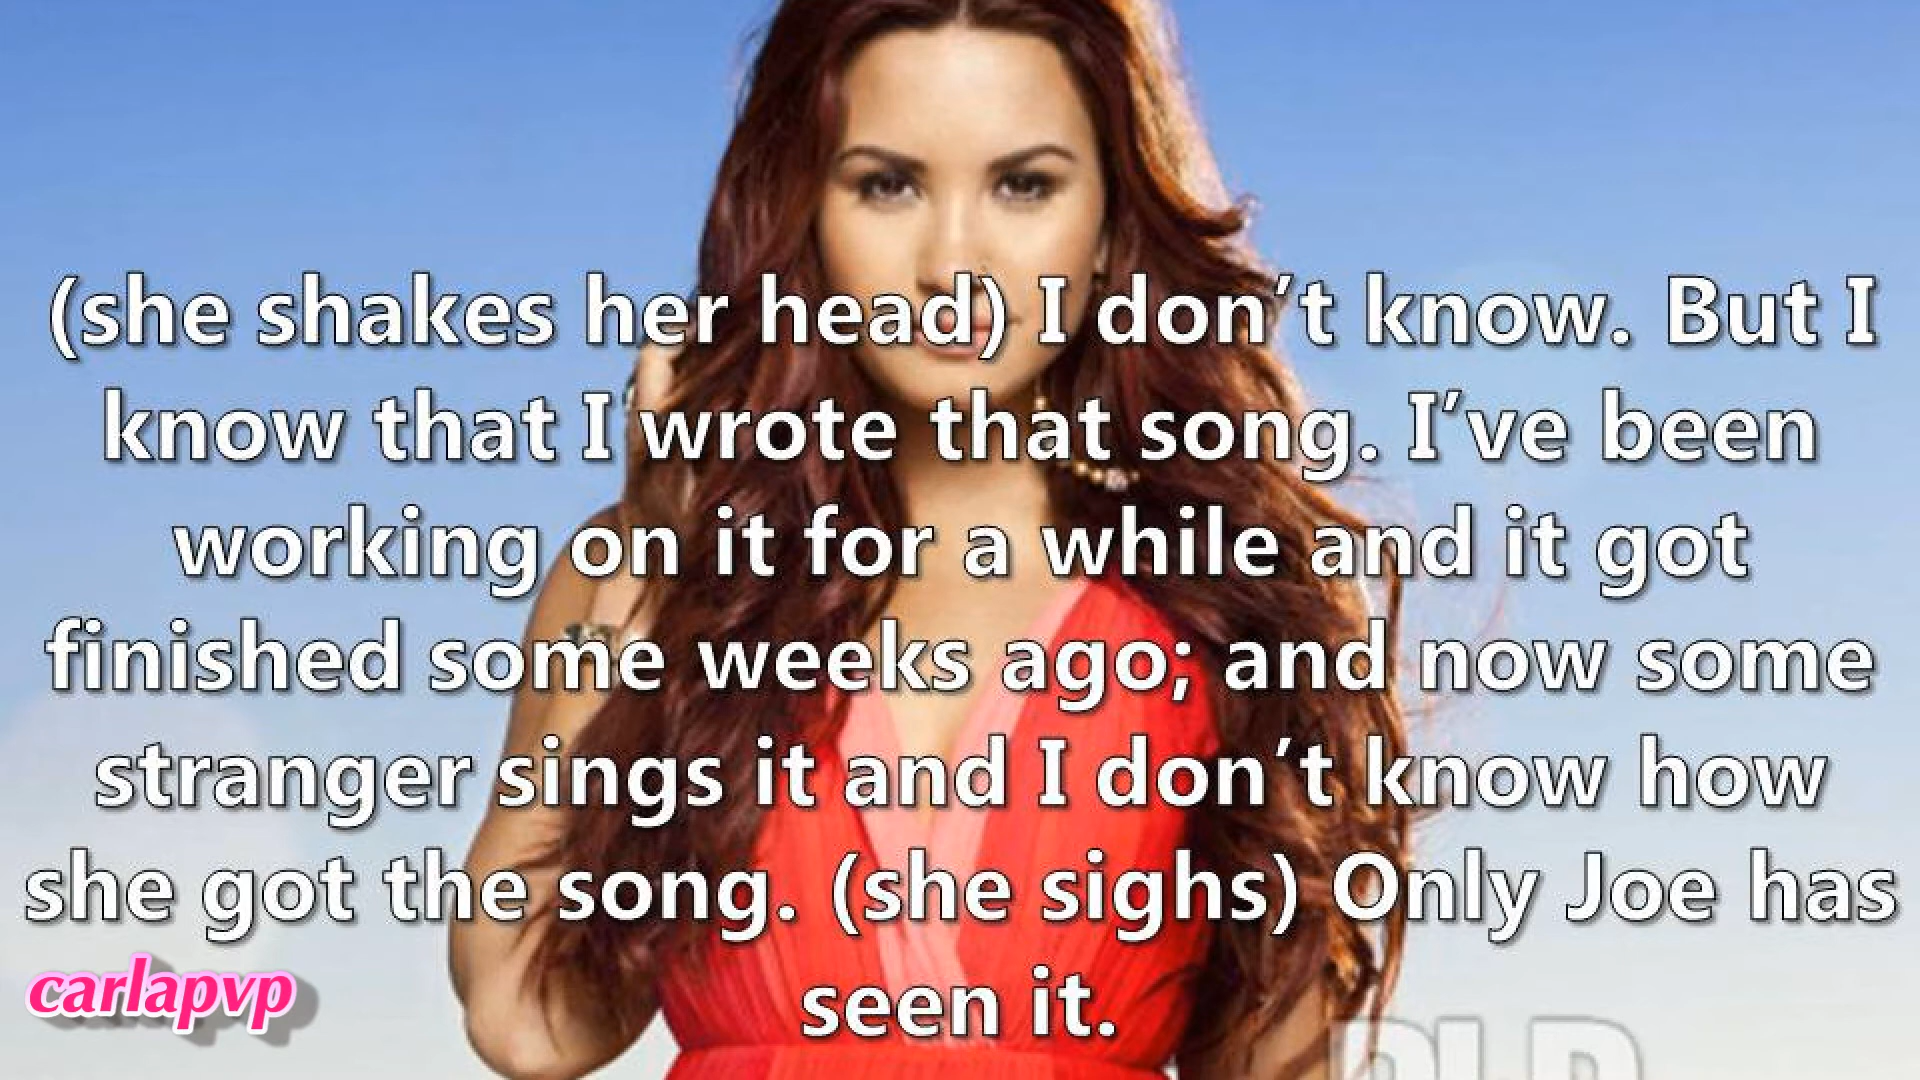 (she shakes her head) I don't know. But I
know that I wrote that song. I've been
working on it for a while and it got
finished some weeks ago; and now some
stranger sings it and I don't know how
she got the song. (she sighs) Only Joe has
seen it.
carlapvp